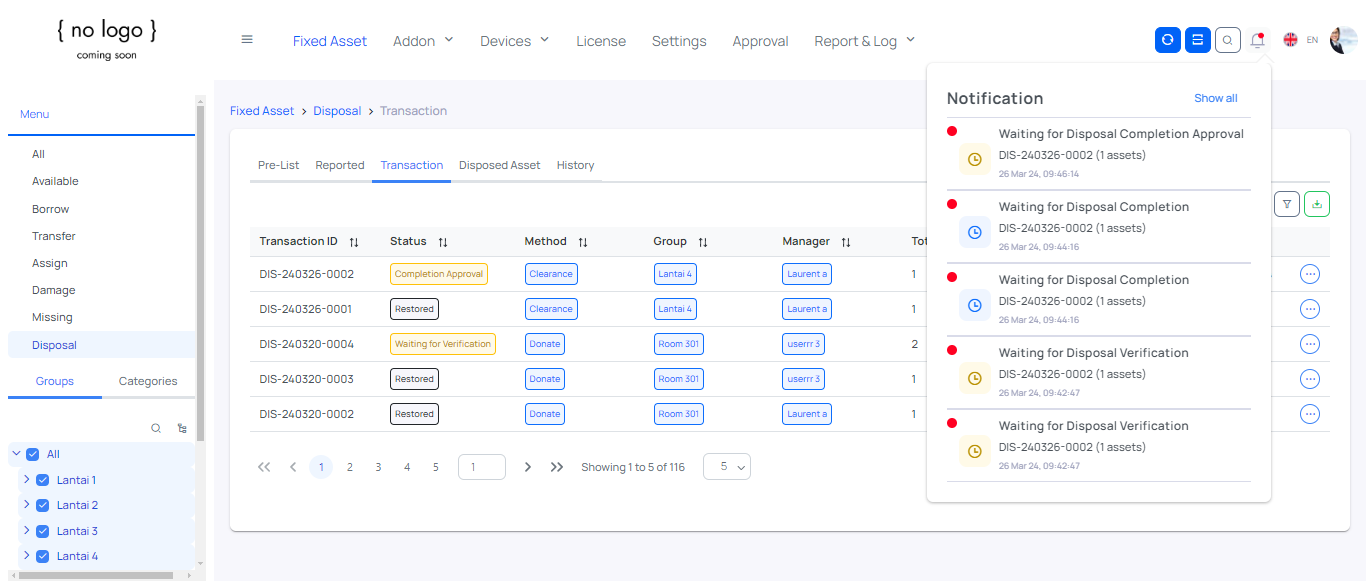 { no logo }
coming soon
Fixed Asset Addon Devices License Settings Approval Report & Log EN
Menu
All
Available
Borrow
Transfer
Assign
Damage
Missing
Disposal
Groups Categories
All
Lantai 1
Lantai 2
Lantai 3
Lantai 4
Fixed Asset > Disposal > Transaction
Pre-List Reported Transaction Disposed Asset History
Transaction ID Status Method Group Manager
DIS-240326-0002 Completion Approval Clearance Lantai 4 Laurent a 1
DIS-240326-0001 Restored Clearance Lantai 4 Laurent a 1
DIS-240320-0004 Waiting for Verification Donate Room 301 userrr 3 2
DIS-240320-0003 Restored Donate Room 301 userrr 3 1
DIS-240320-0002 Restored Donate Room 301 Laurent a 1
1 2 3 4 5 1 Showing 1 to 5 of 116 5
Notification Show all
Waiting for Disposal Completion Approval
DIS-240326-0002 (1 assets)
26 Mar 24, 09:46:14
Waiting for Disposal Completion
DIS-240326-0002 (1 assets)
26 Mar 24, 09:44:16
Waiting for Disposal Completion
DIS-240326-0002 (1 assets)
26 Mar 24, 09:44:16
Waiting for Disposal Verification
DIS-240326-0002 (1 assets)
26 Mar 24, 09:42:47
Waiting for Disposal Verification
DIS-240326-0002 (1 assets)
26 Mar 24, 09:42:47